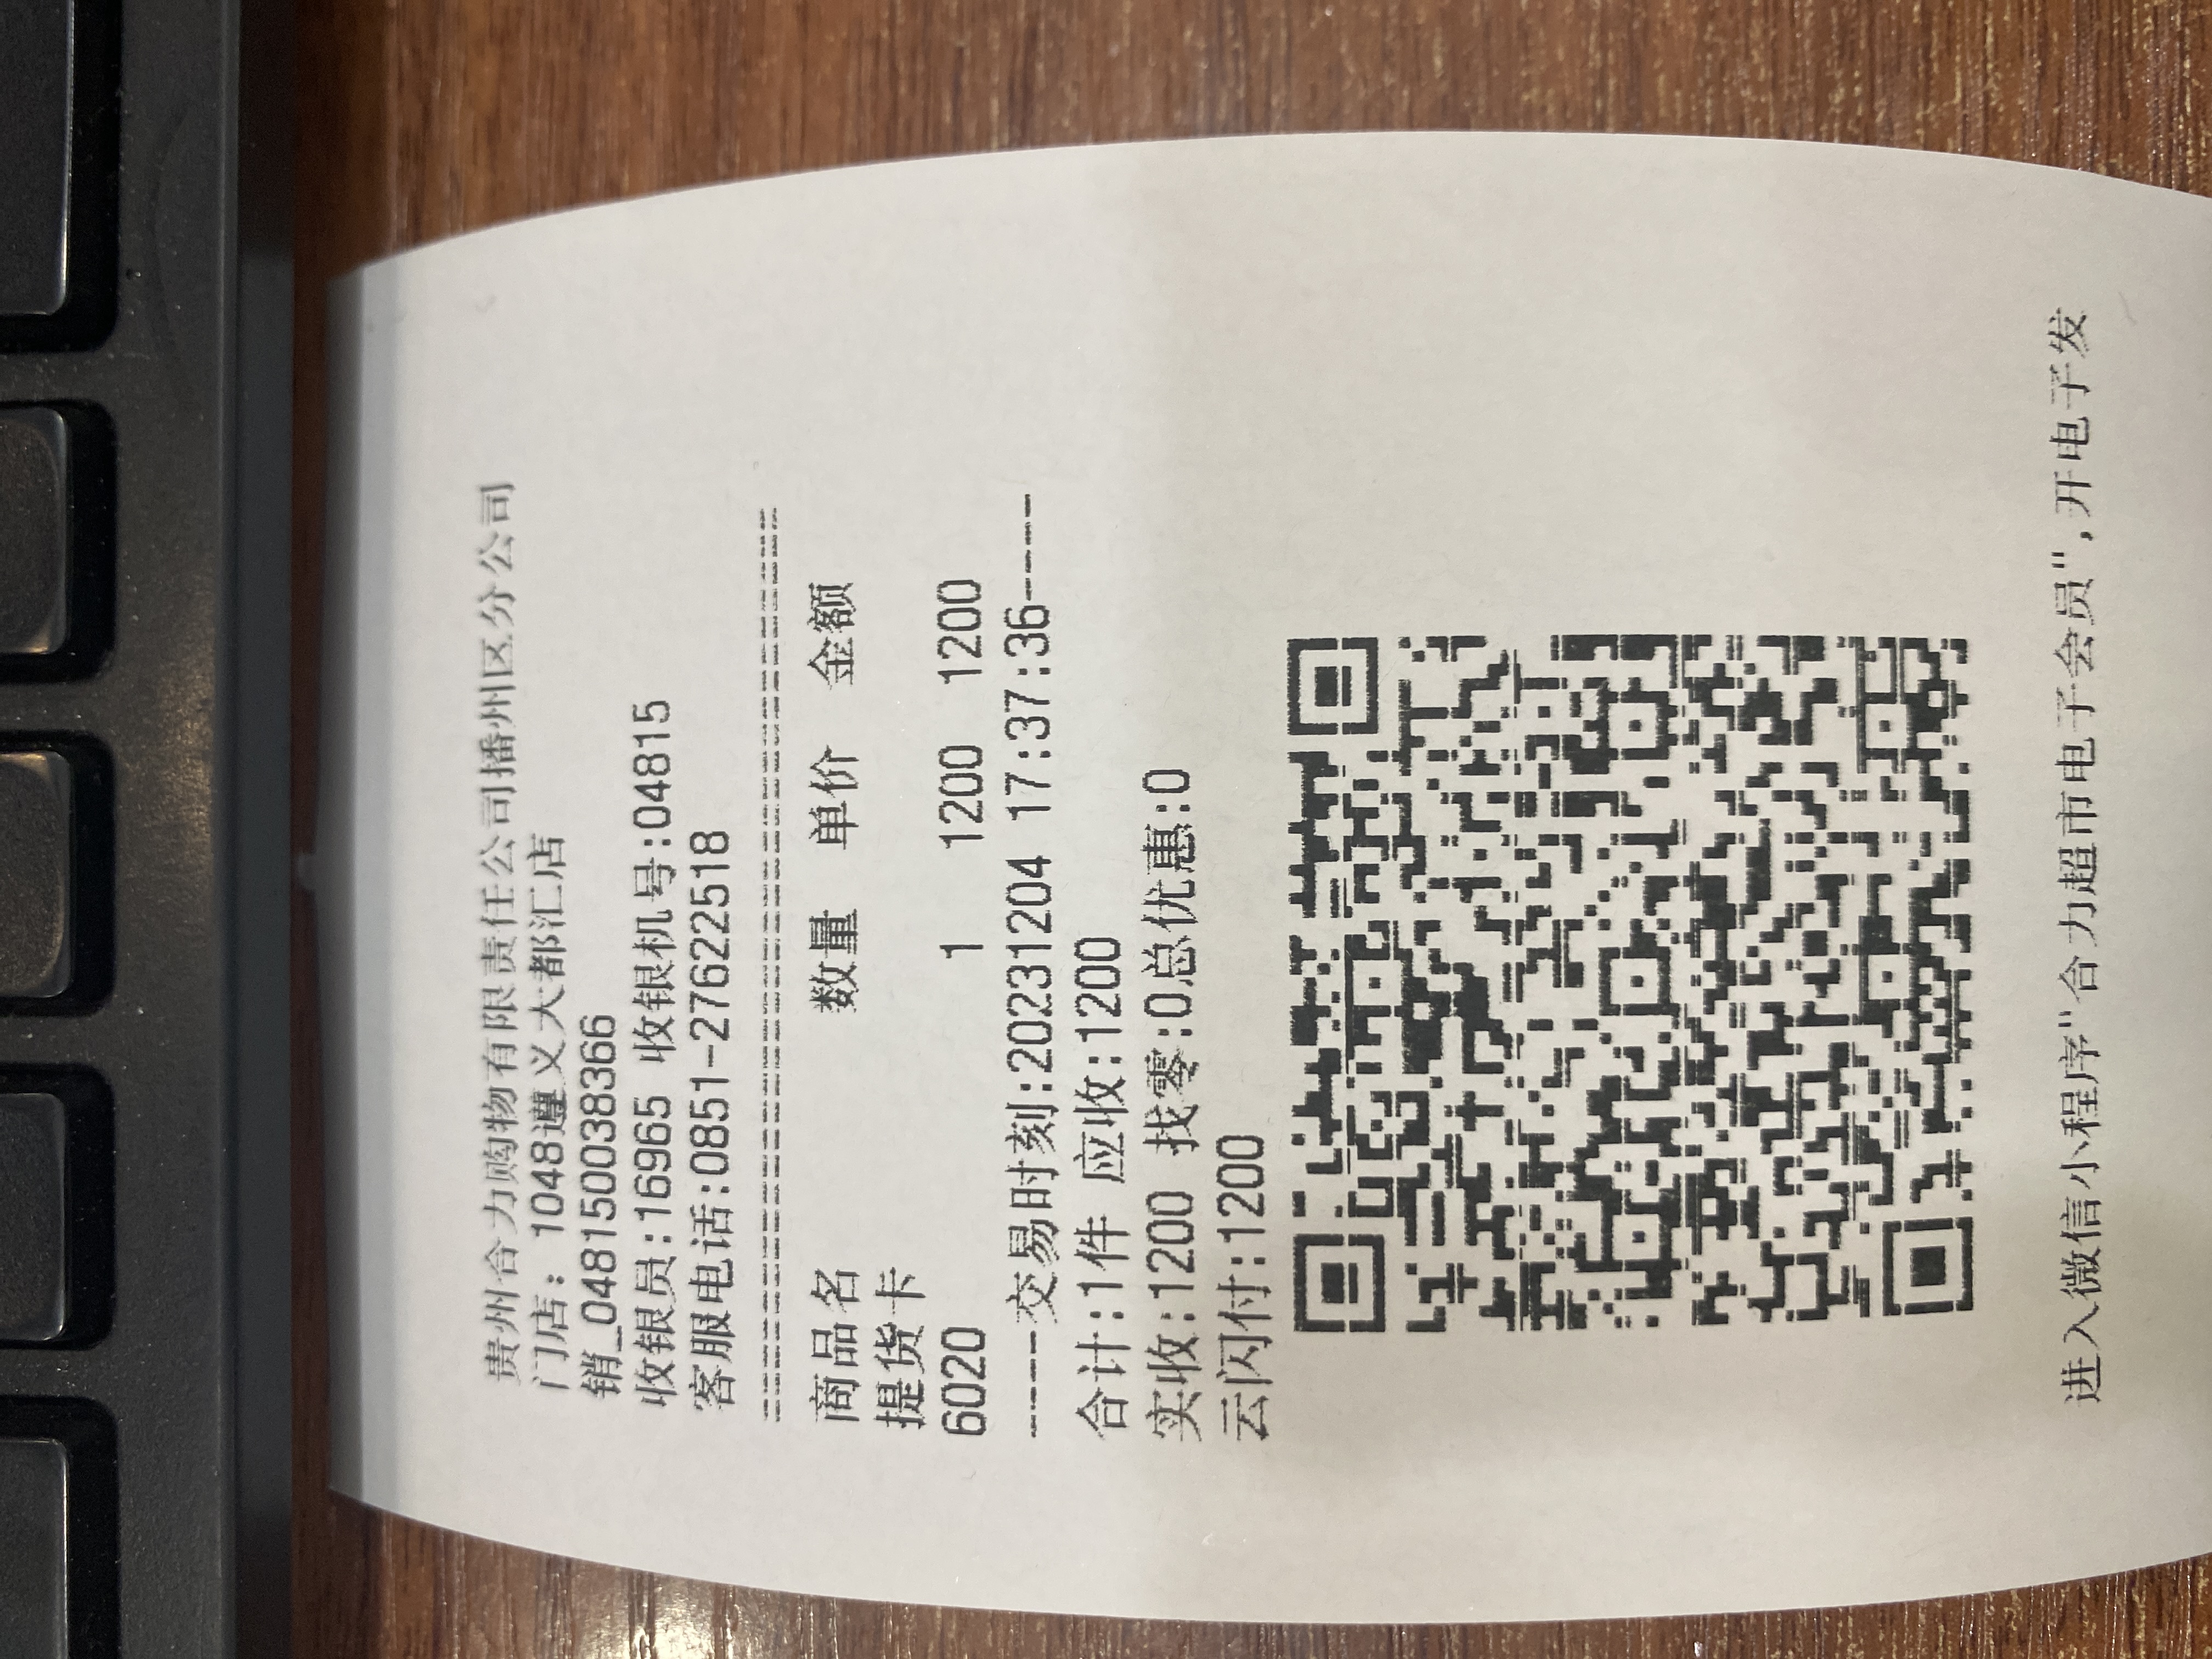 贵州合力购物有限责任公司播州区分公司
门店: 1048遵义大都汇店
销_048150038366
收银员:169965 收银机号:04815
客服电话:0851-27622518
商品名 数量 单价 金额
提货卡
6020 1 1200 1200
-----交易时刻:20231204 17:37:36-----
合计:1件 应收:1200
实收:1200 找零:0总优惠:0
云闪付:1200
进入微信小程序"合力超市电子会员",开电子发